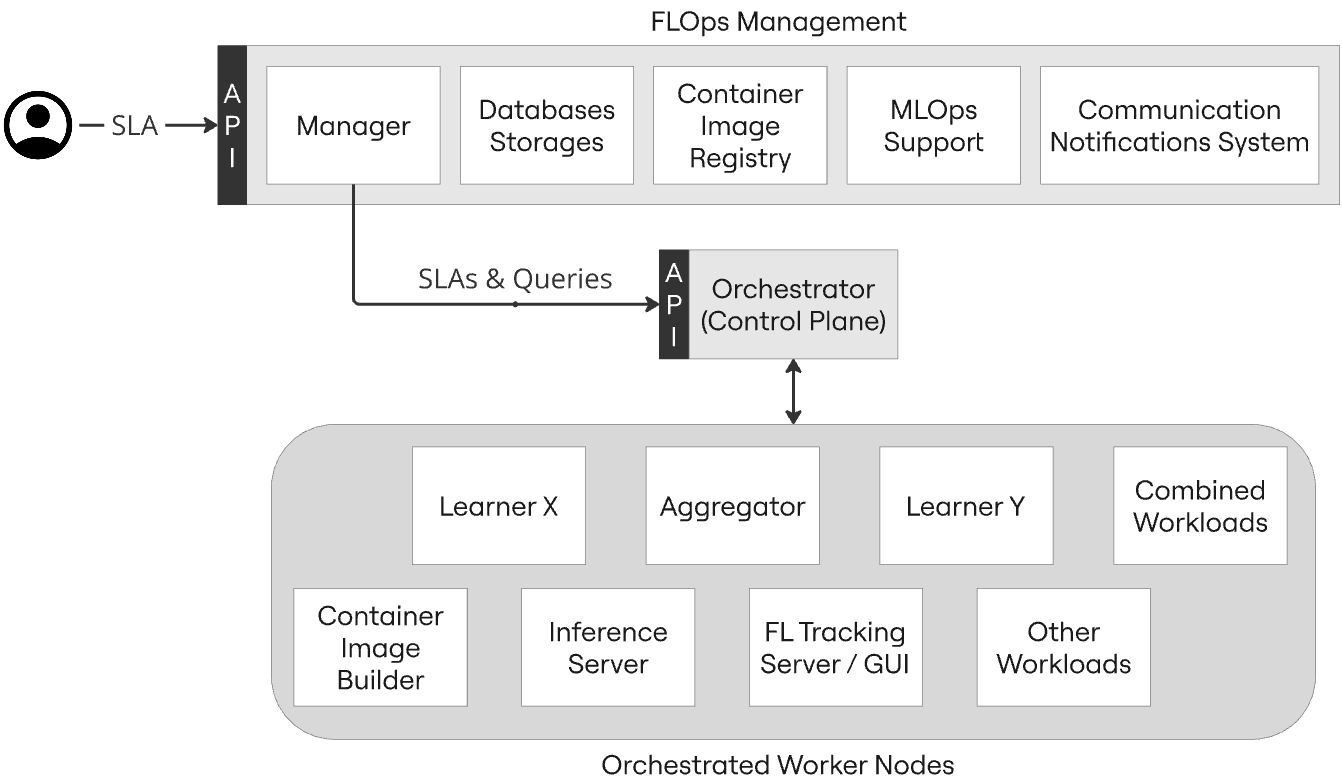 FLOps Management
SLA
A
P
I
Manager
Databases
Storages
Container
Image
Registry
MLOps
Support
Communication
Notifications System
SLAs & Queries
A
P
I
Orchestrator
(Control Plane)
Learner X
Aggregator
Learner Y
Combined
Workloads
Container
Image
Builder
Inference
Server
FL Tracking
Server / GUI
Other
Workloads
Orchestrated Worker Nodes